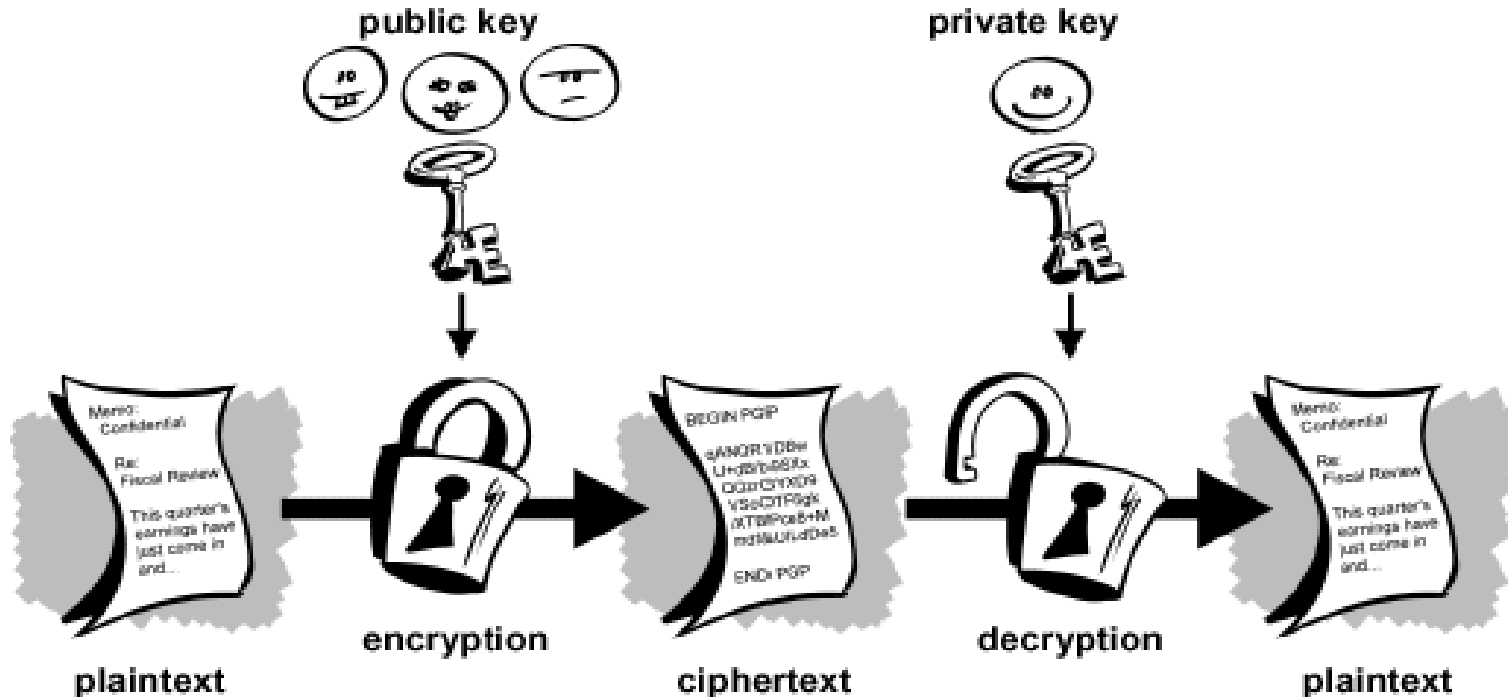 public key
private key
Memo:
Confidential
Re:
Fiscal Review
This quarter's
earnings have
just come in
and...
BEGIN PGP
END PGP
Memo:
Confidential
Re:
Fiscal Review
This quarter's
earnings have
just come in
and...
encryption
decryption
plaintext
ciphertext
plaintext